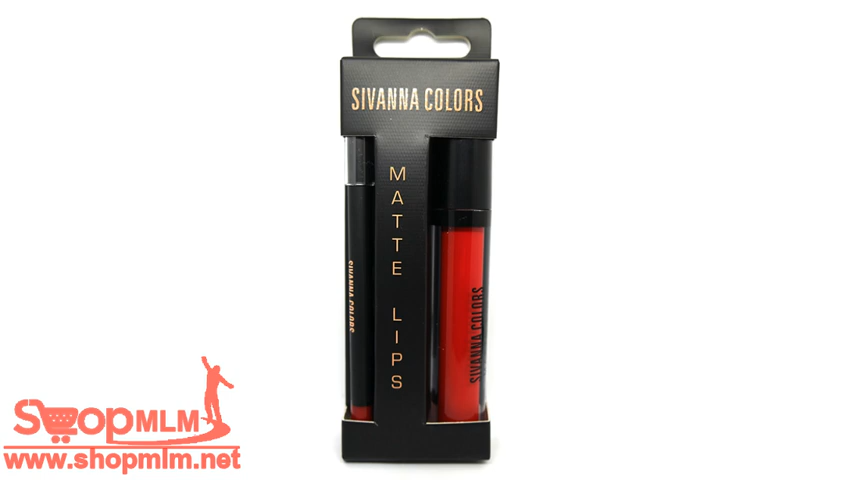 SIVANNA COLORS
MATTE LIPS
SIVANNA COLORS
SIVANNA COLORS
ShopMLM
www.shopmlm.net